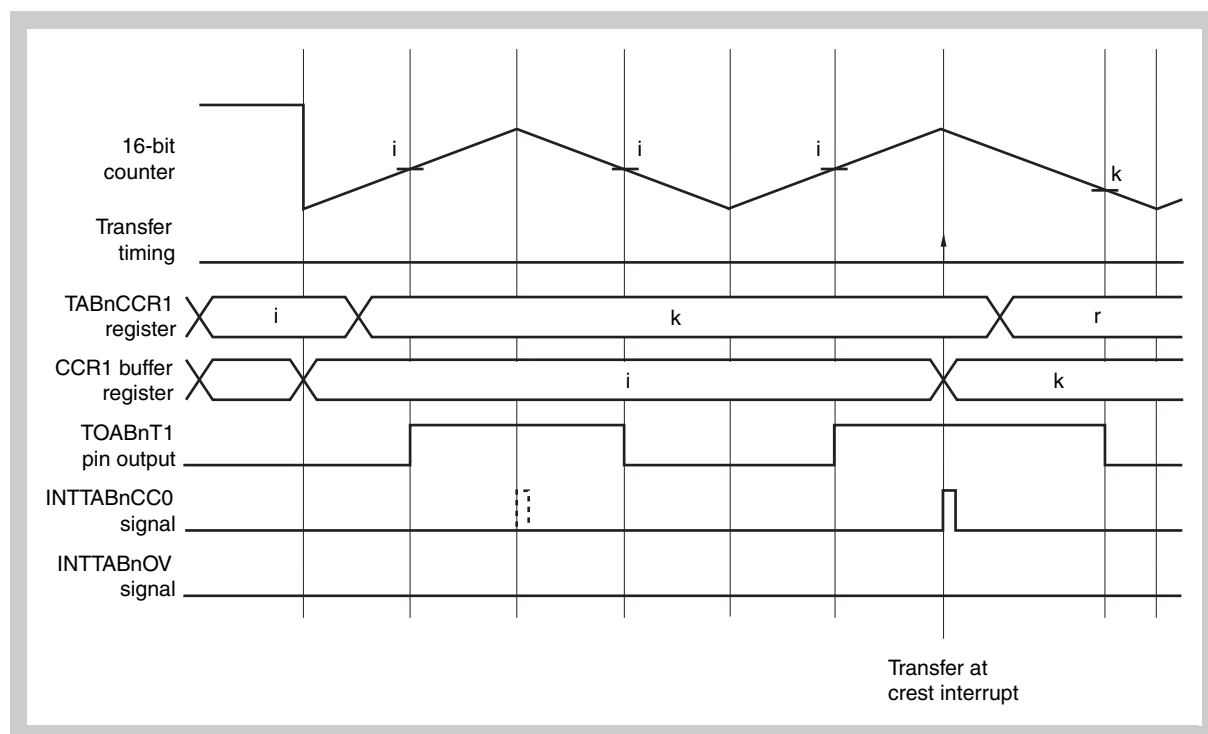 16-bit
counter
i
i
i
k
Transfer
timing
TABnCCR1
register
i
k
r
CCR1 buffer
register
i
k
TOABnT1
pin output
INTTABnCC0
signal
INTTABnOV
signal
Transfer at
crest interrupt